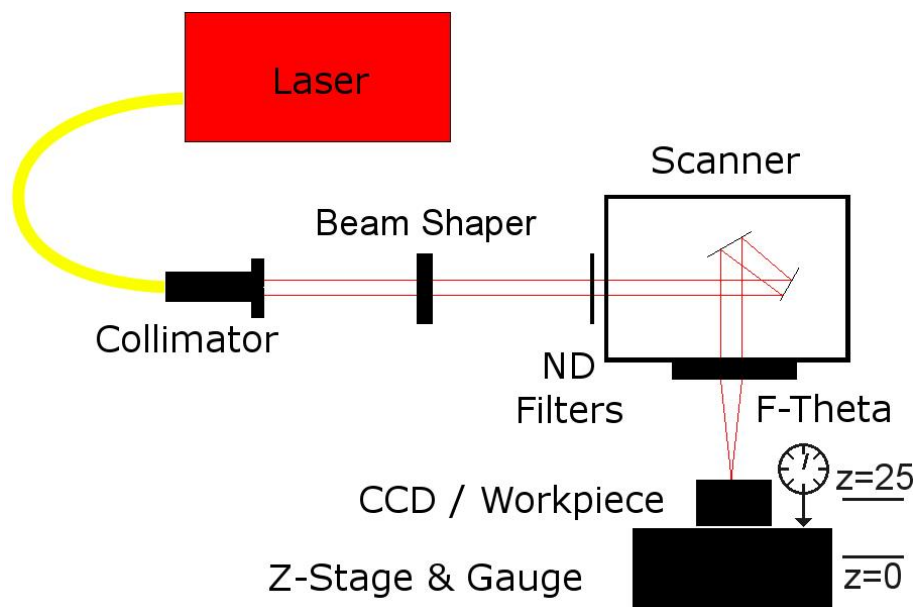 Laser
Scanner
Beam Shaper
Collimator
ND
Filters
F-Theta
z=25
CCD / Workpiece
Z-Stage & Gauge
z=0